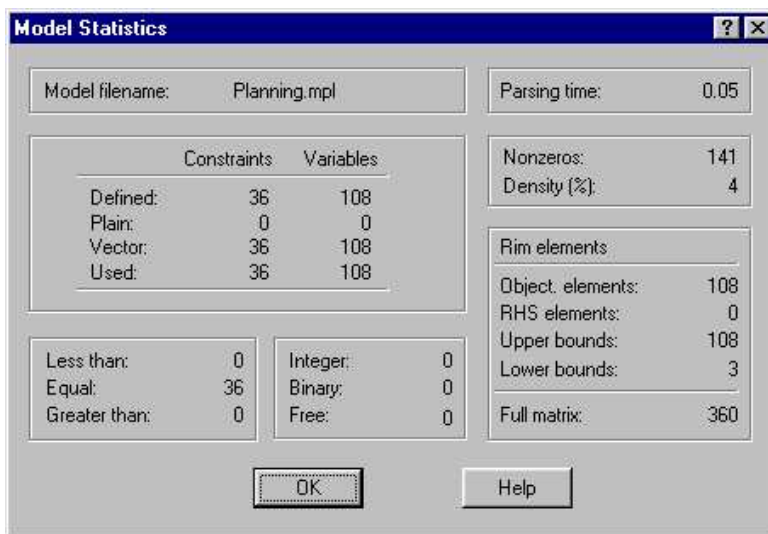 Model Statistics
Model filename: Planning.mpl
Parsing time: 0.05
Constraints Variables
Defined: 36 108
Plain: 0 0
Vector: 36 108
Used: 36 108
Nonzeros: 141
Density (%): 4
Rim elements
Object. elements: 108
RHS elements: 0
Upper bounds: 108
Lower bounds: 3
Full matrix: 360
Less than: 0
Equal: 36
Greater than: 0
Integer: 0
Binary: 0
Free: 0
OK
Help